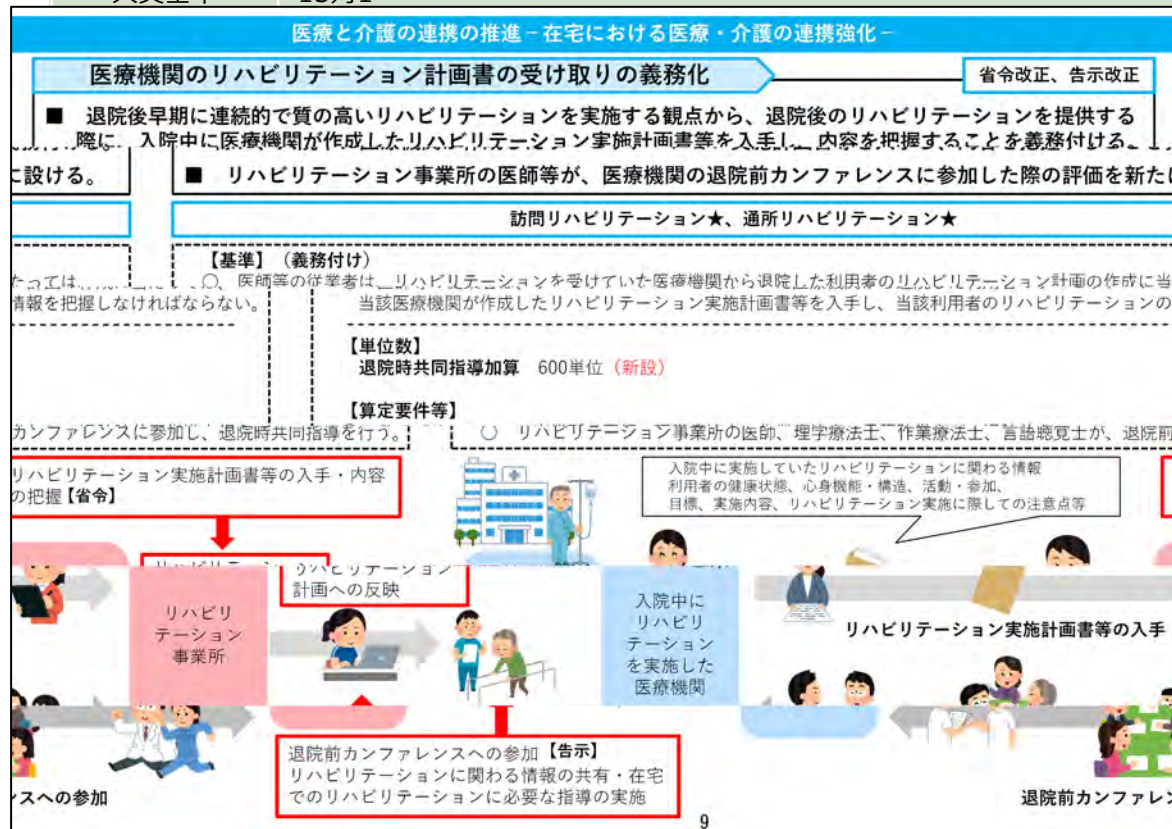 医療と介護の連携の推進－在宅における医療・介護の連携強化－
医療機関のリハビリテーション計画書の受け取りの義務化
省令改正、告示改正
■ 退院後早期に連続的で質の高いリハビリテーションを実施する観点から、退院後のリハビリテーションを提供する
際に、入院中に医療機関が作成したリハビリテーション実施計画書等を入手し、内容を把握することを義務付ける。
に設ける。
■ リハビリテーション事業所の医師等が、医療機関の退院前カンファレンスに参加した際の評価を新た
訪問リハビリテーション★、通所リハビリテーション★
【基準】（義務付け）
たっては
○ 医師等の従業者は、リハビリテーションを受けていた医療機関から退院した利用者のリハビリテーション計画の作成に当
情報を把握しなければならない。
当該医療機関が作成したリハビリテーション実施計画書等を入手し、当該利用者のリハビリテーションの
【単位数】
退院時共同指導加算 600単位（新設）
【算定要件等】
カンファレンスに参加し、退院時共同指導を行う。
○ リハビリテーション事業所の医師、理学療法士、作業療法士、言語聴覚士が、退院前
リハビリテーション実施計画書等の入手・内容
の把握【省令】
入院中に実施していたリハビリテーションに関わる情報
利用者の健康状態、心身機能・構造、活動・参加、
目標、実施内容、リハビリテーション実施に際しての注意点等
リハビリテーション
計画への反映
リハビリ
テーション
事業所
入院中に
リハビリ
テーション
を実施した
医療機関
リハビリテーション実施計画書等の入手
退院前カンファレンスへの参加【告示】
リハビリテーションに関わる情報の共有・在宅
でのリハビリテーションに必要な指導の実施
ンスへの参加
退院前カンファレン
9